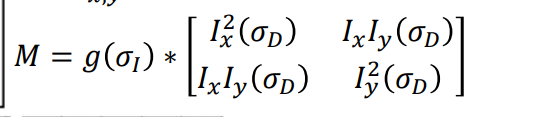 M = g(σ_I) * [ I_x^2(σ_D) I_xI_y(σ_D) ]
[ I_xI_y(σ_D) I_y^2(σ_D) ]